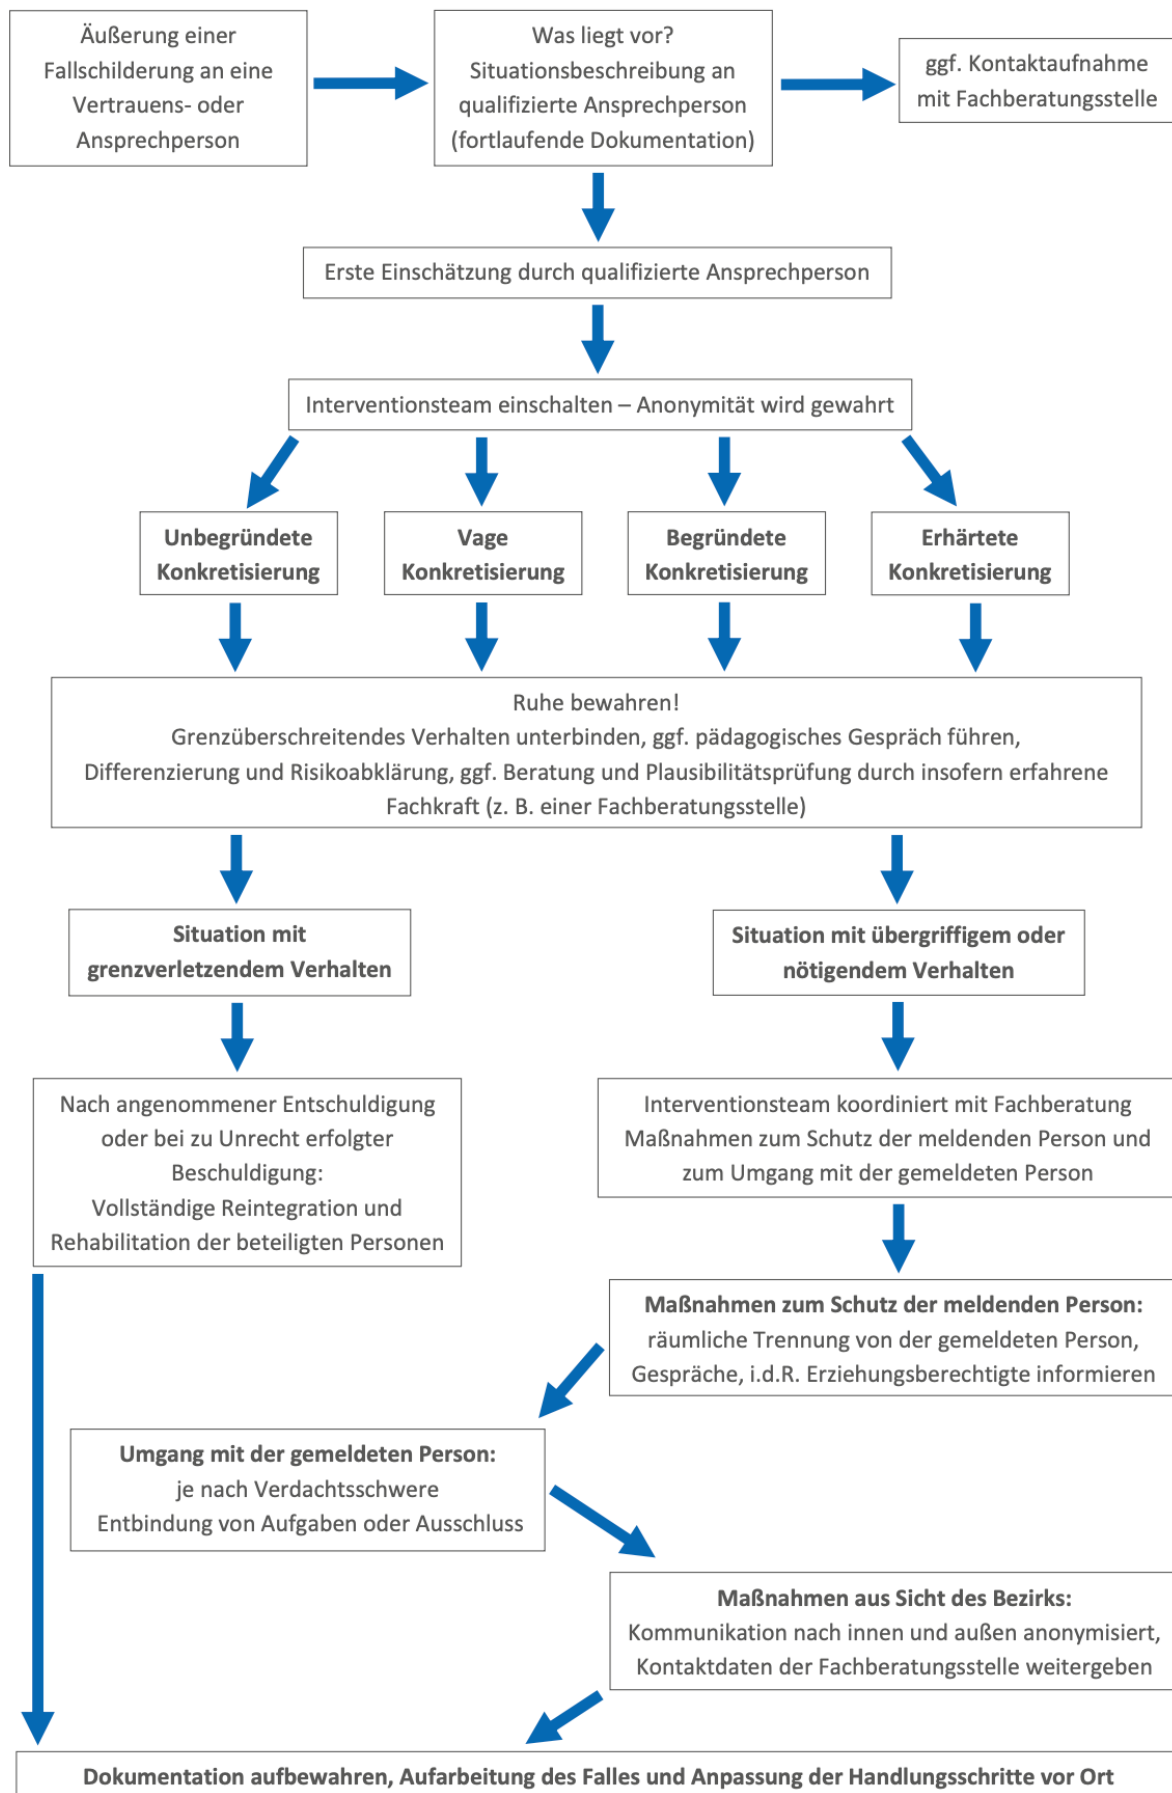 Äußerung einer
Fallschilderung an eine
Vertrauens- oder
Ansprechperson
Was liegt vor?
Situationsbeschreibung an
qualifizierte Ansprechperson
(fortlaufende Dokumentation)
ggf. Kontaktaufnahme
mit Fachberatungsstelle
Erste Einschätzung durch qualifizierte Ansprechperson
Interventionsteam einschalten – Anonymität wird gewahrt
Unbegründete
Konkretisierung
Vage
Konkretisierung
Begründete
Konkretisierung
Erhärtete
Konkretisierung
Ruhe bewahren!
Grenzüberschreitendes Verhalten unterbinden, ggf. pädagogisches Gespräch führen,
Differenzierung und Risikoabklärung, ggf. Beratung und Plausibilitätsprüfung durch insofern erfahrene
Fachkraft (z. B. einer Fachberatungsstelle)
Situation mit
grenzverletzendem Verhalten
Situation mit übergriffigem oder
nötigendem Verhalten
Nach angenommener Entschuldigung
oder bei zu Unrecht erfolgter
Beschuldigung:
Vollständige Reintegration und
Rehabilitation der beteiligten Personen
Interventionsteam koordiniert mit Fachberatung
Maßnahmen zum Schutz der meldenden Person und
zum Umgang mit der gemeldeten Person
Maßnahmen zum Schutz der meldenden Person:
räumliche Trennung von der gemeldeten Person,
Gespräche, i.d.R. Erziehungsberechtigte informieren
Umgang mit der gemeldeten Person:
je nach Verdachtsschwere
Entbindung von Aufgaben oder Ausschluss
Maßnahmen aus Sicht des Bezirks:
Kommunikation nach innen und außen anonymisiert,
Kontaktdaten der Fachberatungsstelle weitergeben
Dokumentation aufbewahren, Aufarbeitung des Falles und Anpassung der Handlungsschritte vor Ort